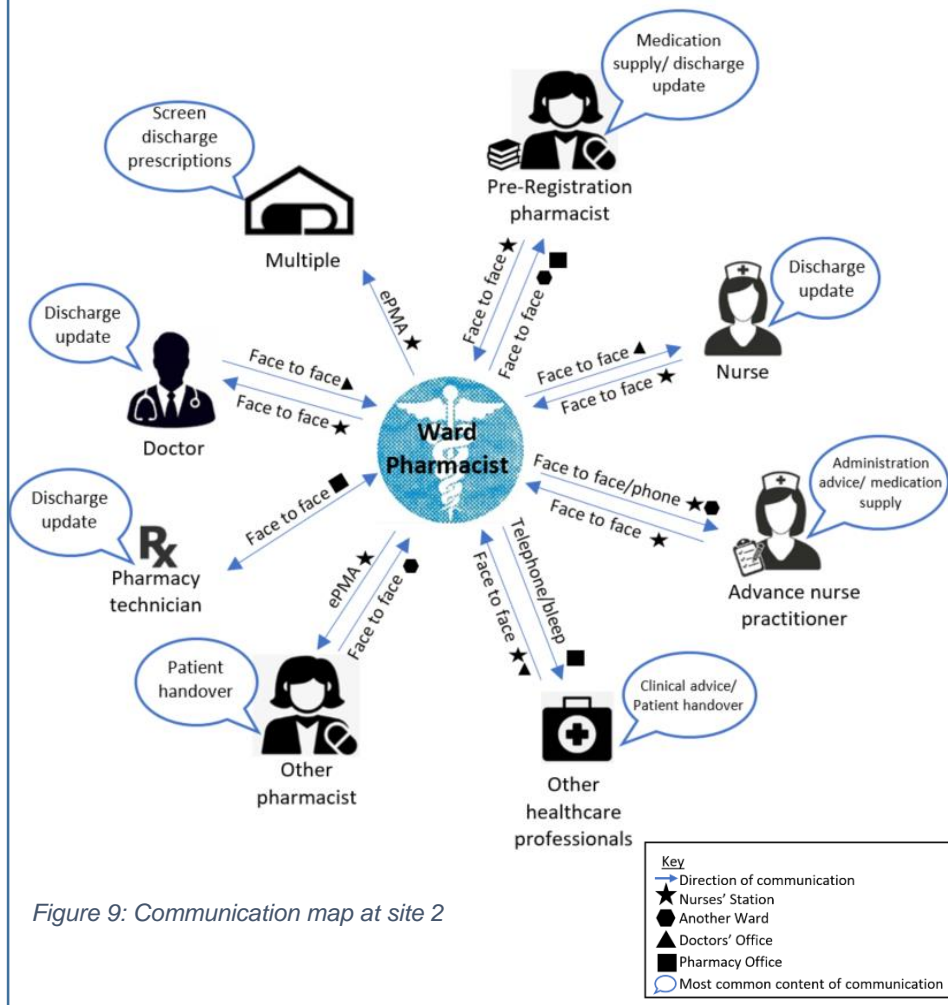 Medication
supply/ discharge
update
Pre-Registration
pharmacist
Screen
discharge
prescriptions
Multiple
ePMA
Face to face
Face to face
Discharge
update
Nurse
Face to face
Face to face
Discharge
update
Doctor
Face to face
Face to face
Ward
Pharmacist
Administration
advice/ medication
supply
Advance nurse
practitioner
Face to face/phone
Face to face
Discharge
update
Rx
Pharmacy
technician
Face to face
Patient
handover
Other
pharmacist
ePMA
Face to face
Face to face
Telephone/bleep
Clinical advice/
Patient handover
Other
healthcare
professionals
Key
Direction of communication
Nurses' Station
Another Ward
Doctors' Office
Pharmacy Office
Most common content of communication
Figure 9: Communication map at site 2